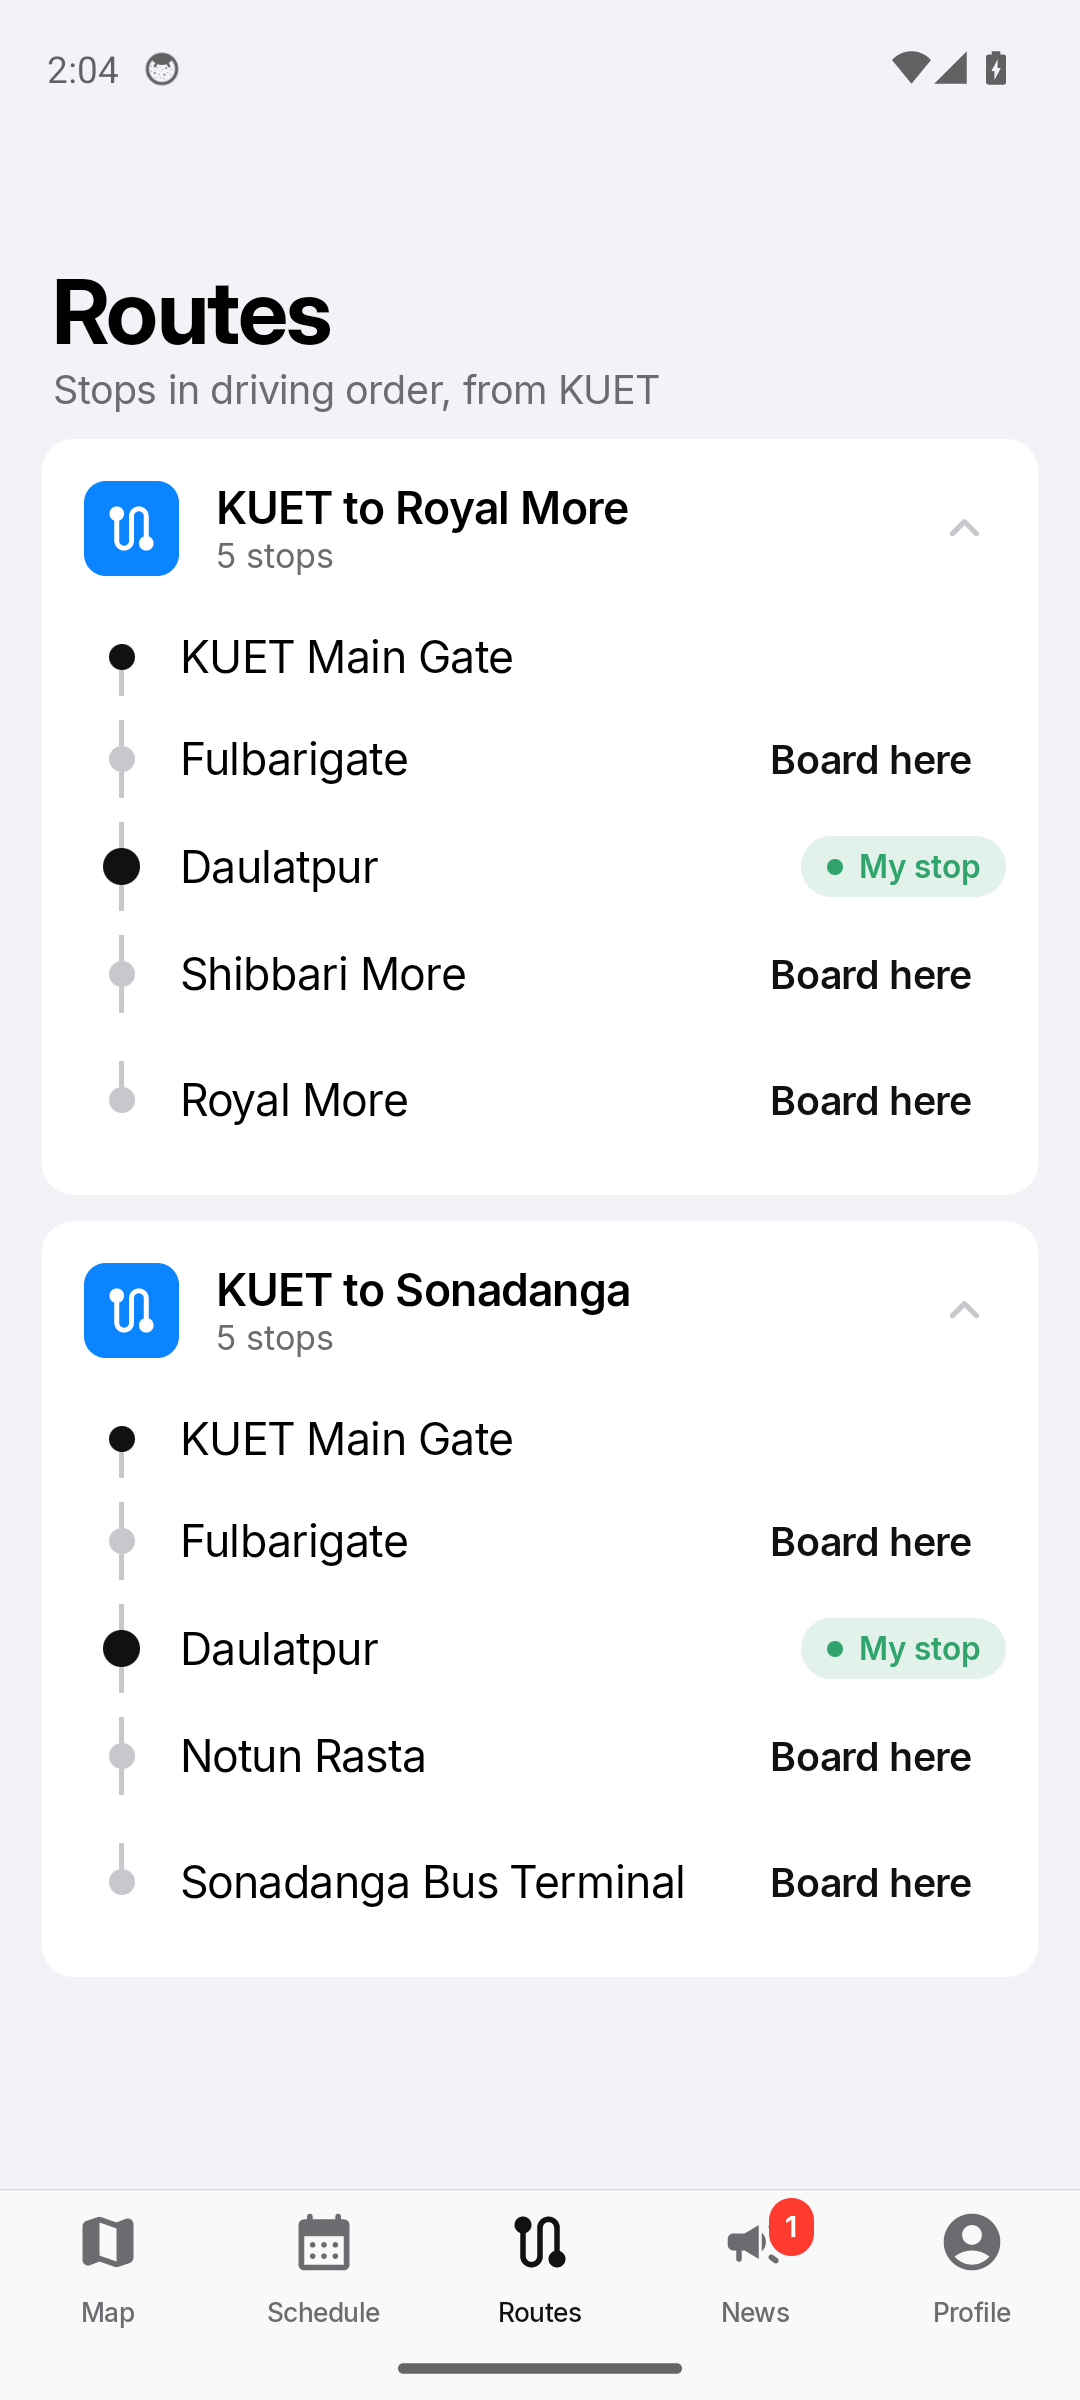 2:04
Routes
Stops in driving order, from KUET
KUET to Royal More
5 stops
KUET Main Gate
Fulbarigate Board here
Daulatpur My stop
Shibbari More Board here
Royal More Board here
KUET to Sonadanga
5 stops
KUET Main Gate
Fulbarigate Board here
Daulatpur My stop
Notun Rasta Board here
Sonadanga Bus Terminal Board here
1
Map Schedule Routes News Profile